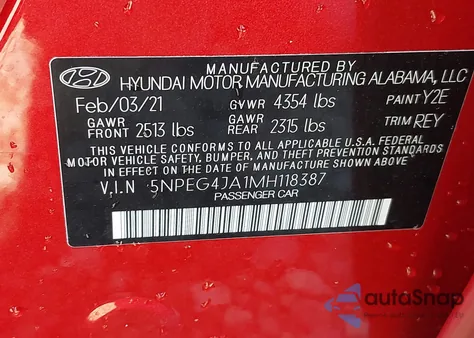 MANUFACTURED BY
HYUNDAI MOTOR MANUFACTURING ALABAMA, LLC
Feb/03/21 GVWR 4354 lbs PAINT Y2E
GAWR FRONT 2513 lbs GAWR REAR 2315 lbs TRIM REY
THIS VEHICLE CONFORMS TO ALL APPLICABLE U.S.A. FEDERAL
MOTOR VEHICLE SAFETY, BUMPER, AND THEFT PREVENTION STANDARDS
IN EFFECT ON THE DATE OF MANUFACTURE SHOWN ABOVE.
V.I.N 5NPEG4JA1MH118387
PASSENGER CAR
autoSnap